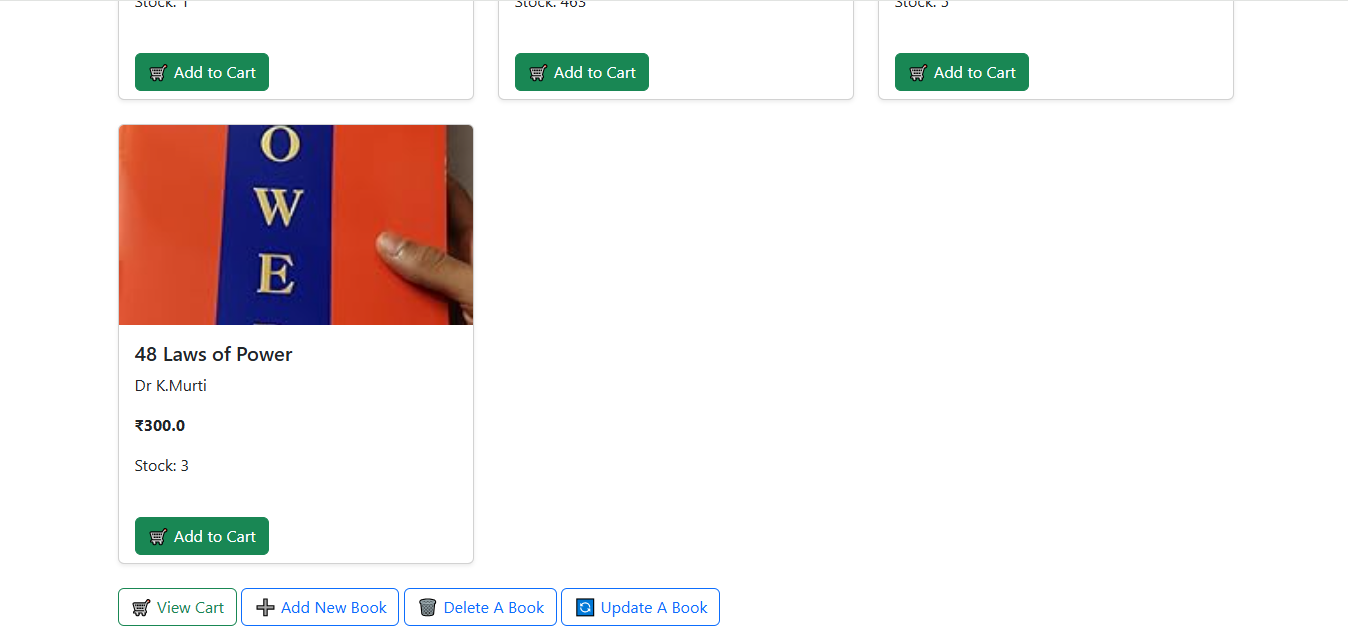 Stock: 1
Stock: 463
Stock: 5
Add to Cart
Add to Cart
Add to Cart
O
W
E
48 Laws of Power
Dr K.Murti
₹300.0
Stock: 3
Add to Cart
View Cart
Add New Book
Delete A Book
Update A Book